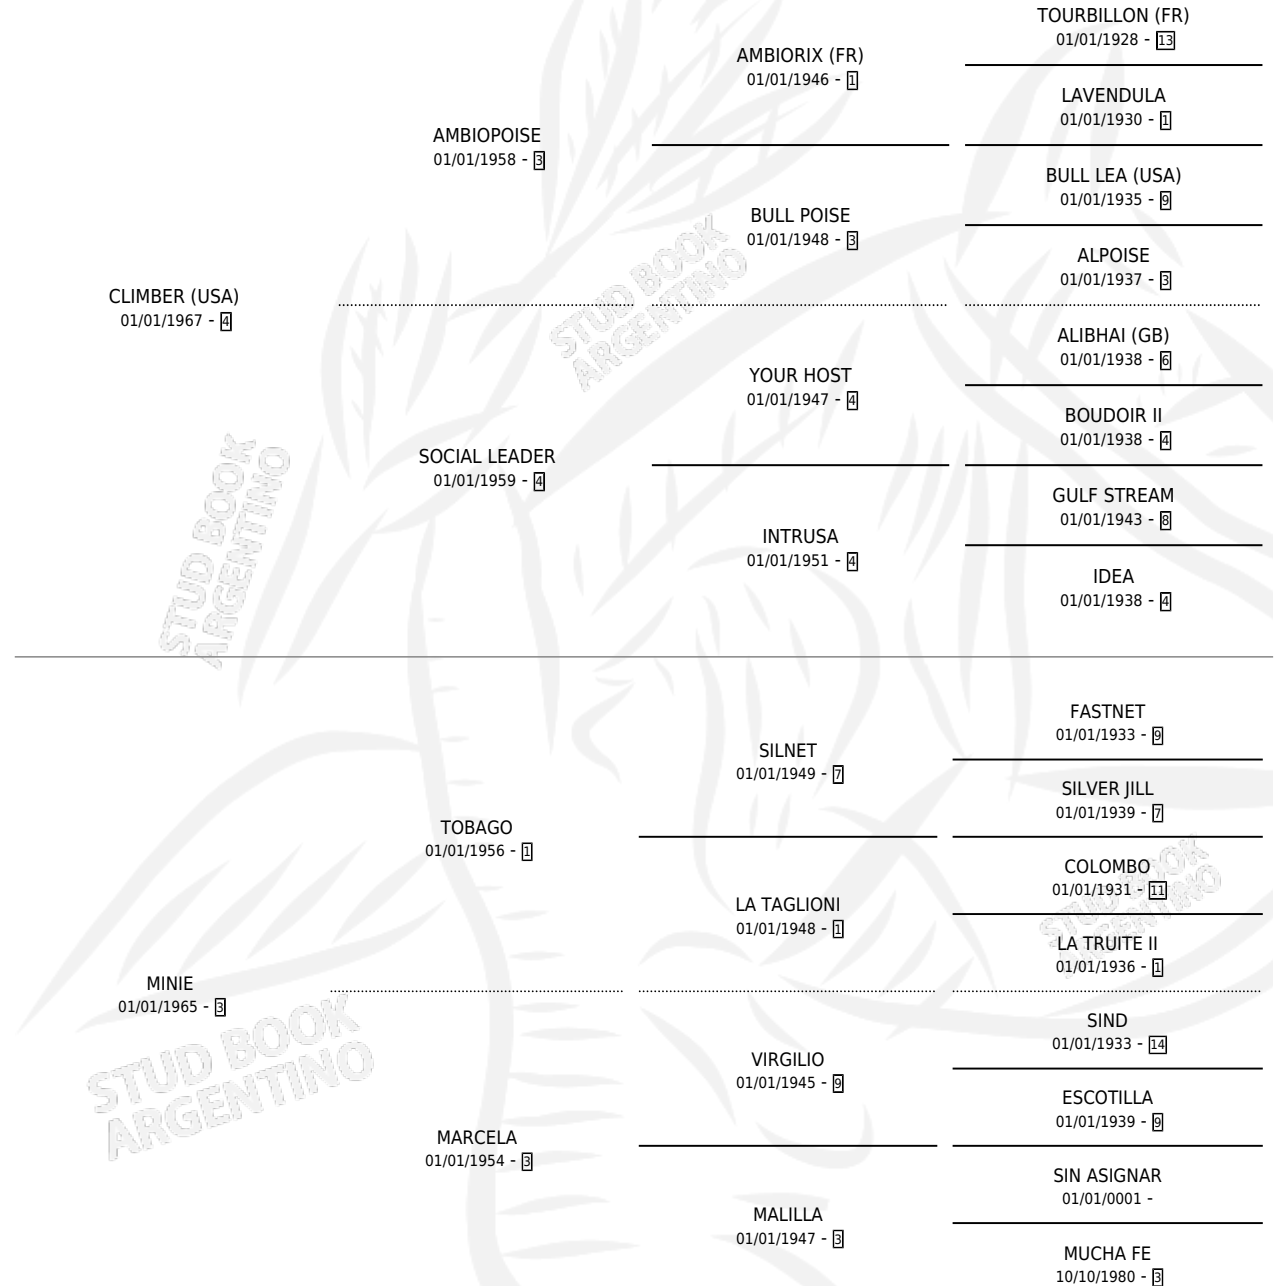 TOURBILLON (FR)
01/01/1928 - 13
AMBIORIX (FR)
01/01/1946 - 1
LAVENDULA
01/01/1930 - 1
AMBIOPOISE
01/01/1958 - 3
BULL LEA (USA)
01/01/1935 - 9
BULL POISE
01/01/1948 - 3
ALPOISE
01/01/1937 - 3
CLIMBER (USA)
01/01/1967 - 4
ALIBHAI (GB)
01/01/1938 - 6
YOUR HOST
01/01/1947 - 4
BOUDOIR II
01/01/1938 - 4
SOCIAL LEADER
01/01/1959 - 4
GULF STREAM
01/01/1943 - 8
INTRUSA
01/01/1951 - 4
IDEA
01/01/1938 - 4
FASTNET
01/01/1933 - 9
SILNET
01/01/1949 - 7
SILVER JILL
01/01/1939 - 7
TOBAGO
01/01/1956 - 1
COLOMBO
01/01/1931 - 11
LA TAGLIONI
01/01/1948 - 1
LA TRUITE II
01/01/1936 - 1
MINIE
01/01/1965 - 3
SIND
01/01/1933 - 14
VIRGILIO
01/01/1945 - 9
ESCOTILLA
01/01/1939 - 9
MARCELA
01/01/1954 - 3
SIN ASIGNAR
01/01/0001 -
MALILLA
01/01/1947 - 3
MUCHA FE
10/10/1980 - 3
STUD BOOK
ARGENTINO
STUD BOOK
ARGENTINO
STUD BOOK
ARGENTINO
STUD BOOK
ARGENTINO